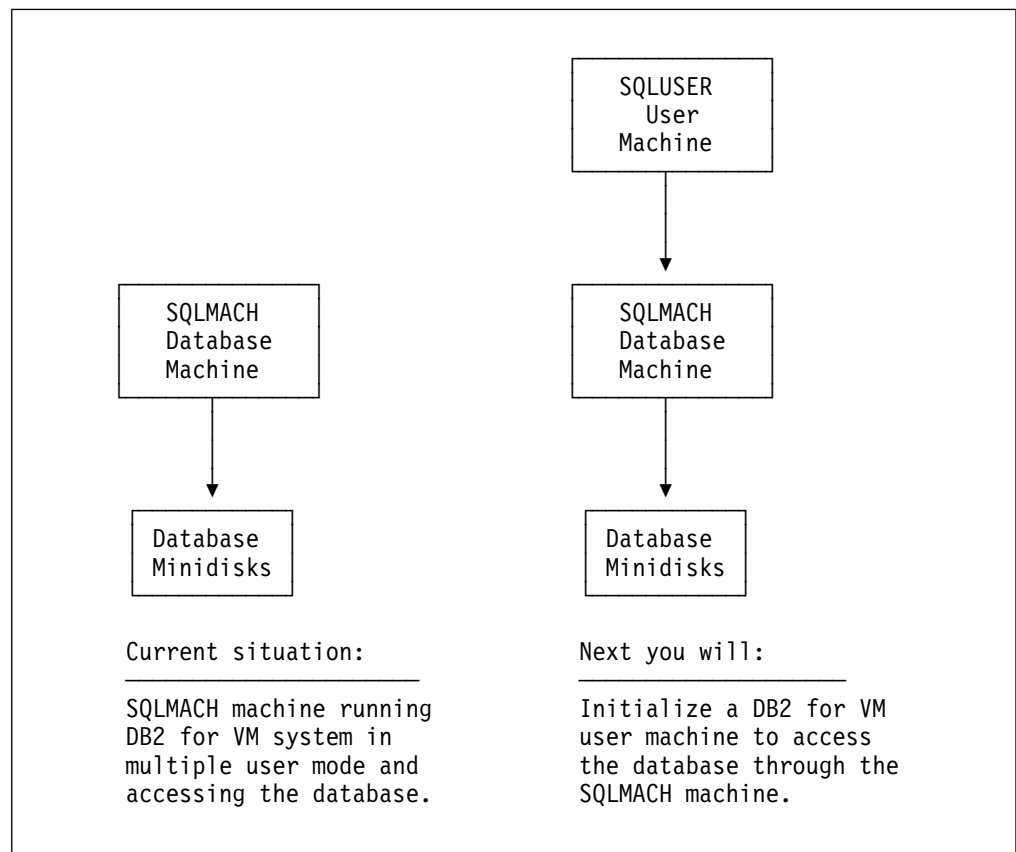 SQLUSER
User
Machine
SQLMACH
Database
Machine
SQLMACH
Database
Machine
Database
Minidisks
Database
Minidisks
Current situation:
SQLMACH machine running
DB2 for VM system in
multiple user mode and
accessing the database.
Next you will:
Initialize a DB2 for VM
user machine to access
the database through the
SQLMACH machine.